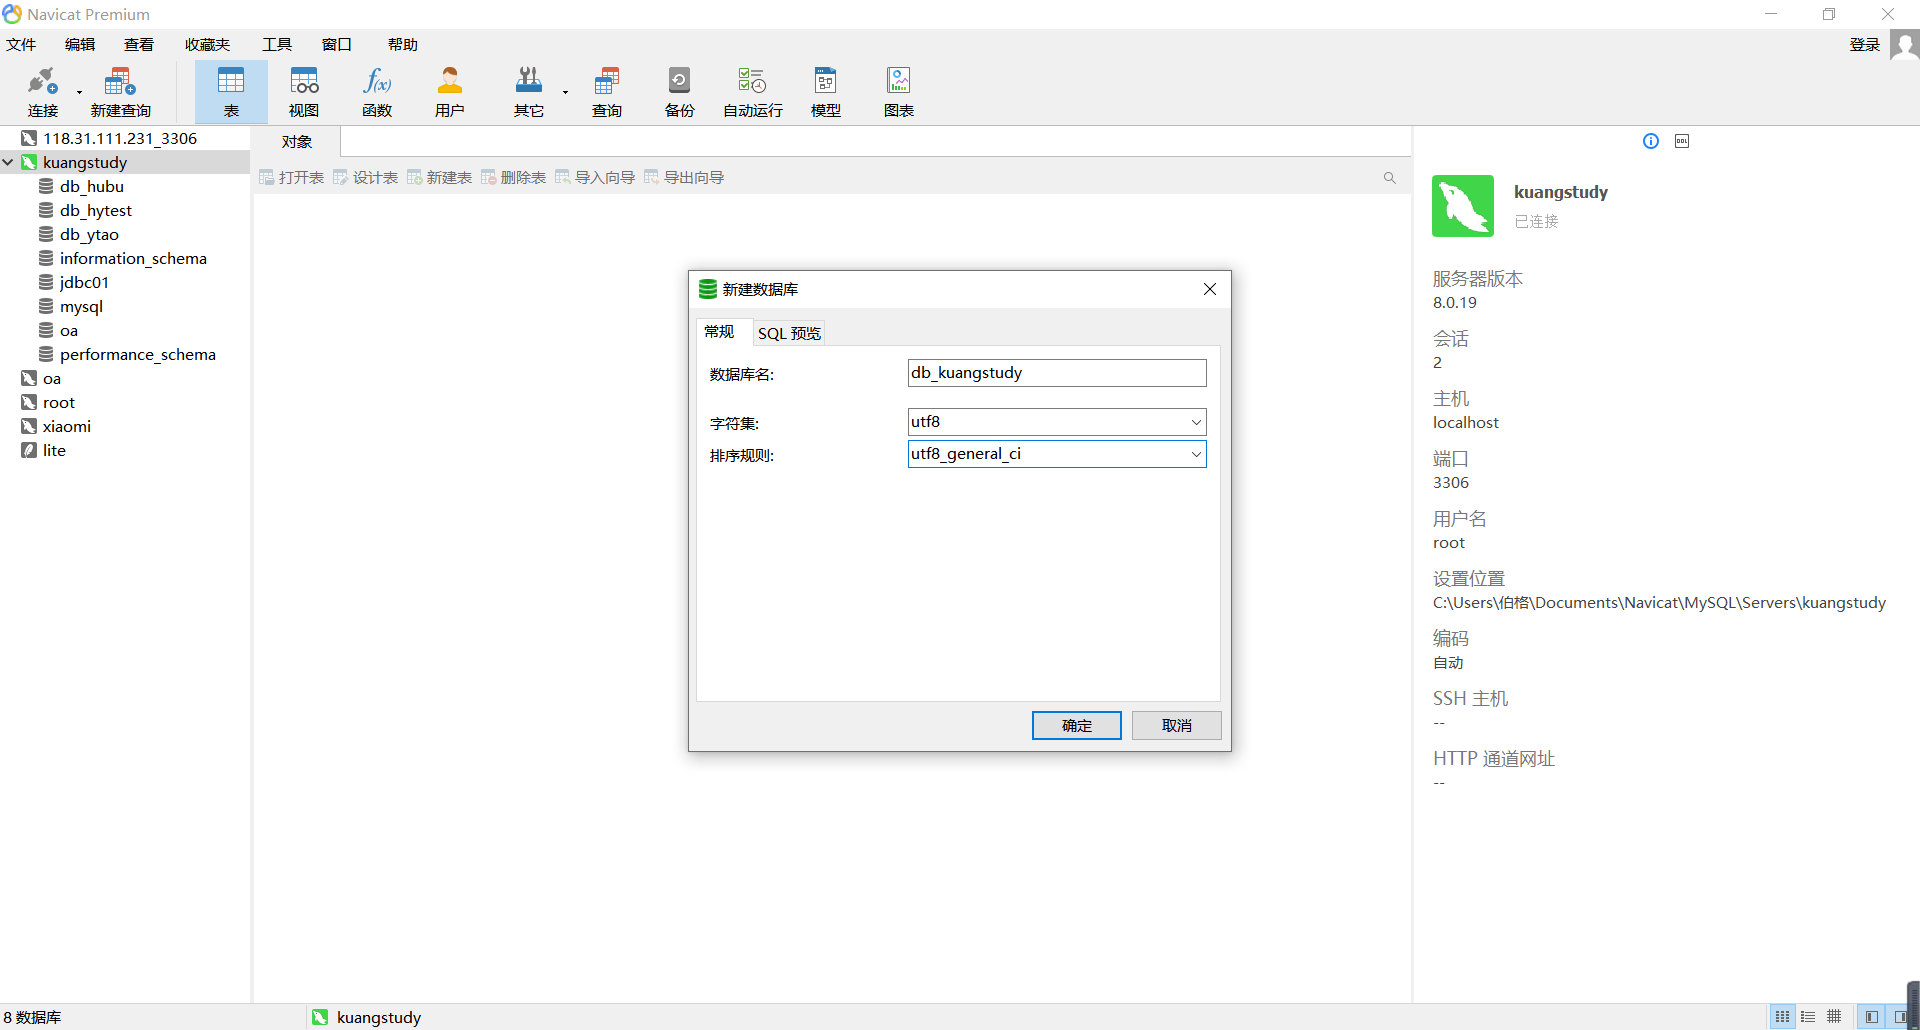 Navicat Premium
文件 编辑 查看 收藏夹 工具 窗口 帮助 登录
连接 新建查询 表 视图 函数 用户 其它 查询 备份 自动运行 模型 图表
118.31.111.231_3306
kuangstudy
db_hubu
db_hytest
db_ytao
information_schema
jdbc01
mysql
oa
performance_schema
oa
root
xiaomi
lite
对象
打开表 设计表 新建表 删除表 导入向导 导出向导
新建数据库
常规 SQL 预览
数据库名: db_kuangstudy
字符集: utf8
排序规则: utf8_general_ci
确定 取消
DDL
kuangstudy
已连接
服务器版本
8.0.19
会话
2
主机
localhost
端口
3306
用户名
root
设置位置
C:\Users\伯格\Documents\Navicat\MySQL\Servers\kuangstudy
编码
自动
SSH 主机
--
HTTP 通道网址
--
8 数据库 kuangstudy